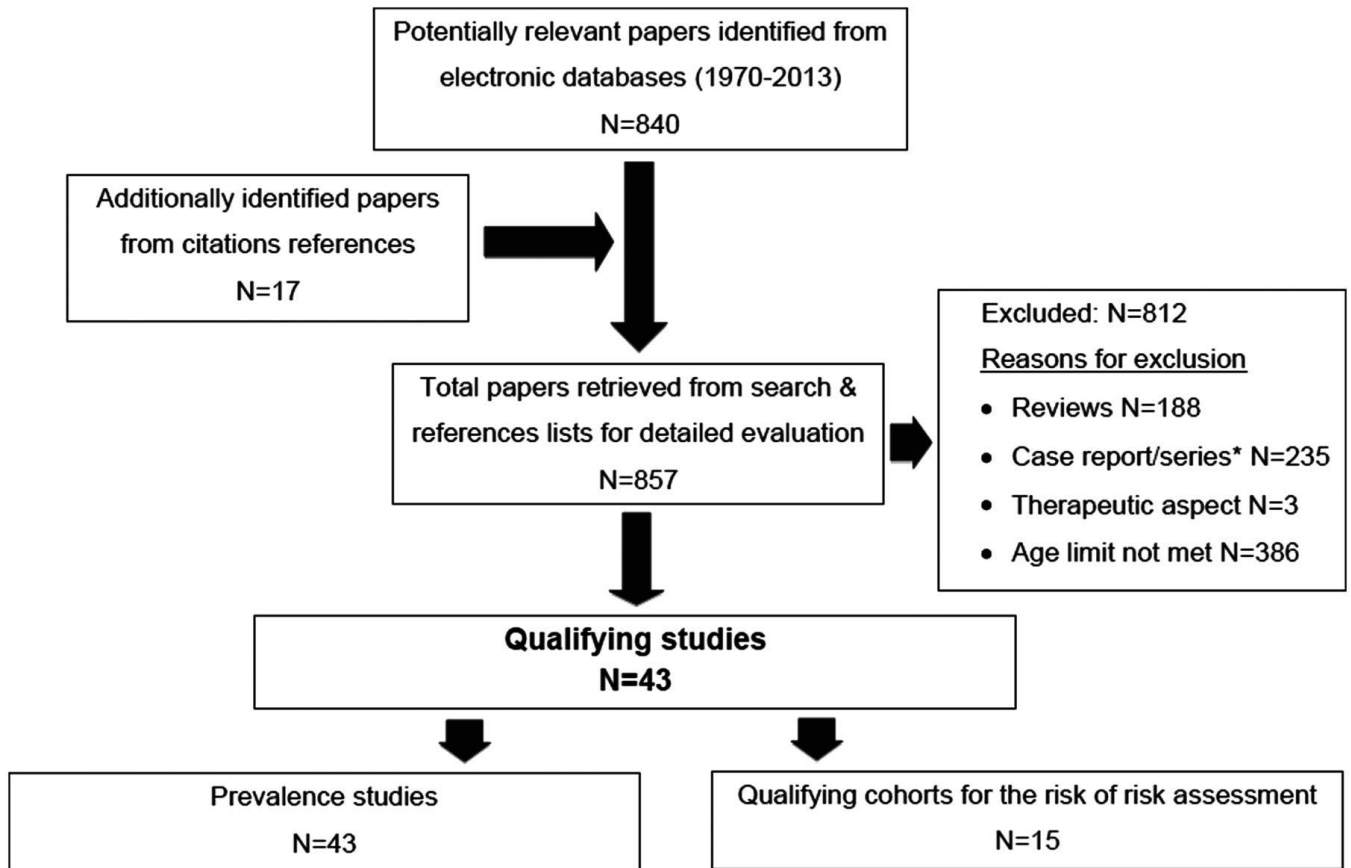 Potentially relevant papers identified from
electronic databases (1970-2013)
N=840
Additionally identified papers
from citations references
N=17
Total papers retrieved from search &
references lists for detailed evaluation
N=857
Excluded: N=812
Reasons for exclusion
• Reviews N=188
• Case report/series* N=235
• Therapeutic aspect N=3
• Age limit not met N=386
Qualifying studies
N=43
Prevalence studies
N=43
Qualifying cohorts for the risk of risk assessment
N=15